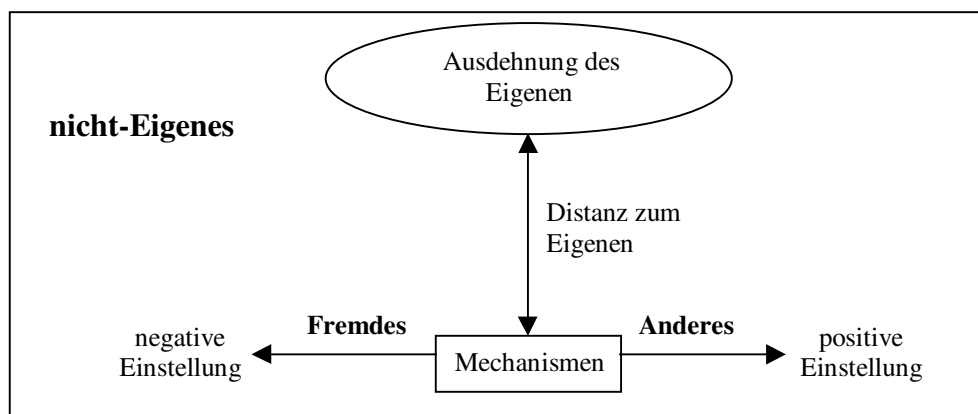 Ausdehnung des
Eigenen
nicht-Eigenes
Distanz zum
Eigenen
negative
Einstellung
Fremdes
Mechanismen
Anderes
positive
Einstellung